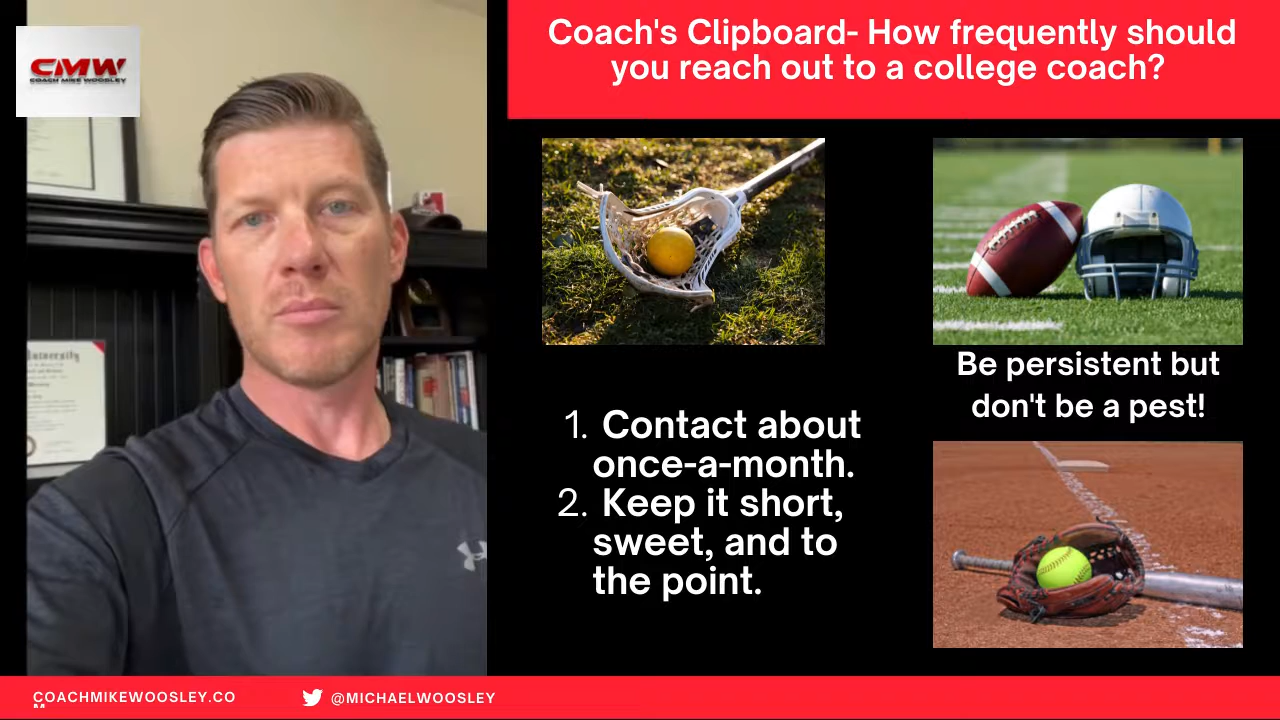 CMW
COACH MIKE WOOSLEY
Coach's Clipboard- How frequently should
you reach out to a college coach?
University
Be persistent but
don't be a pest!
1. Contact about
once-a-month.
2. Keep it short,
sweet, and to
the point.
COACHMIKEWOOSLEY.CO
M
@MICHAELWOOSLEY